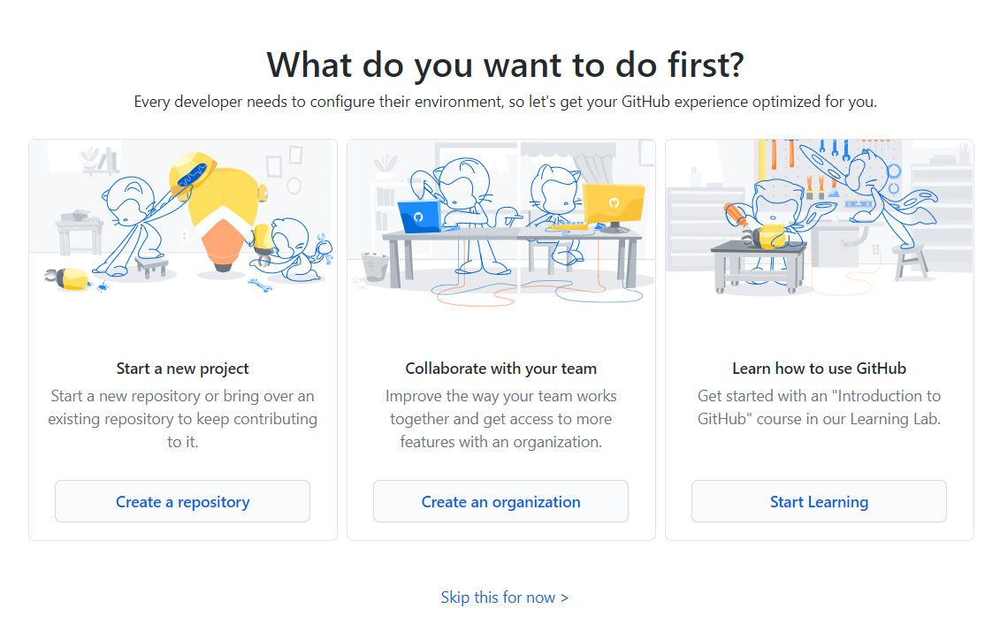 What do you want to do first?
Every developer needs to configure their environment, so let's get your GitHub experience optimized for you.
Start a new project
Start a new repository or bring over an
existing repository to keep contributing
to it.
Create a repository
Collaborate with your team
Improve the way your team works
together and get access to more
features with an organization.
Create an organization
Learn how to use GitHub
Get started with an "Introduction to
GitHub" course in our Learning Lab.
Start Learning
Skip this for now >